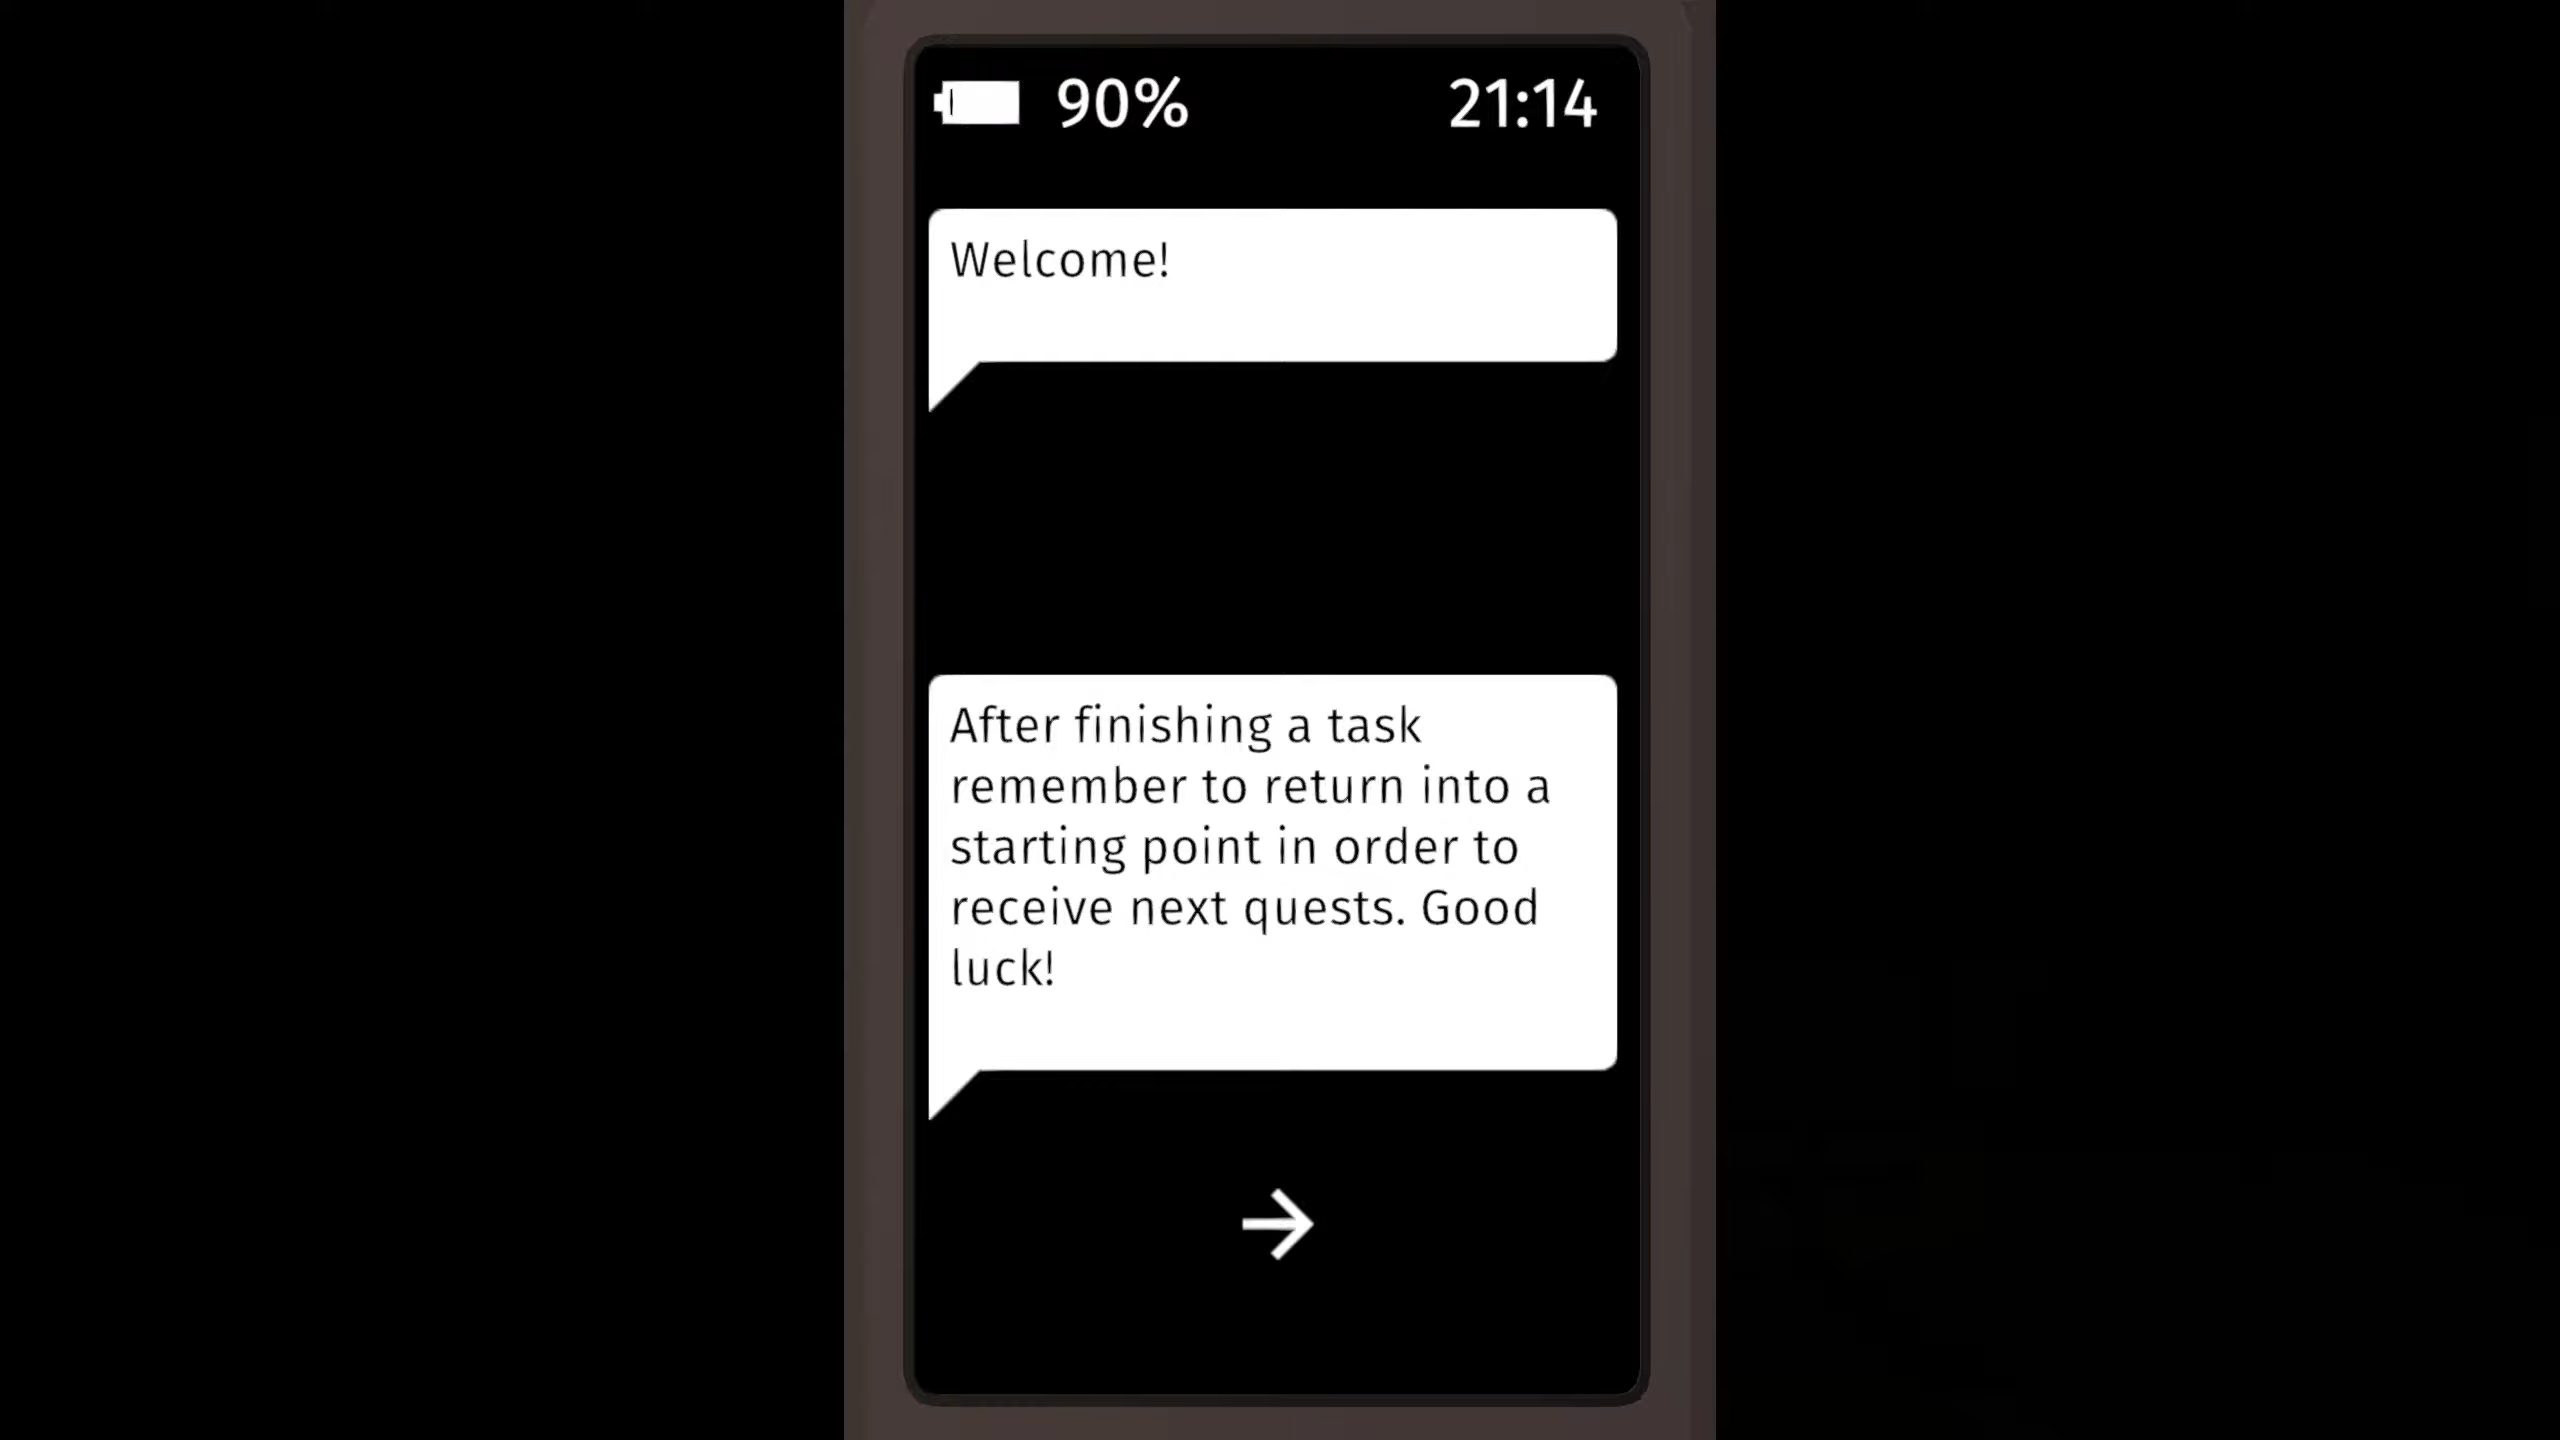 90% 21:14
Welcome!
After finishing a task
remember to return into a
starting point in order to
receive next quests. Good
luck!